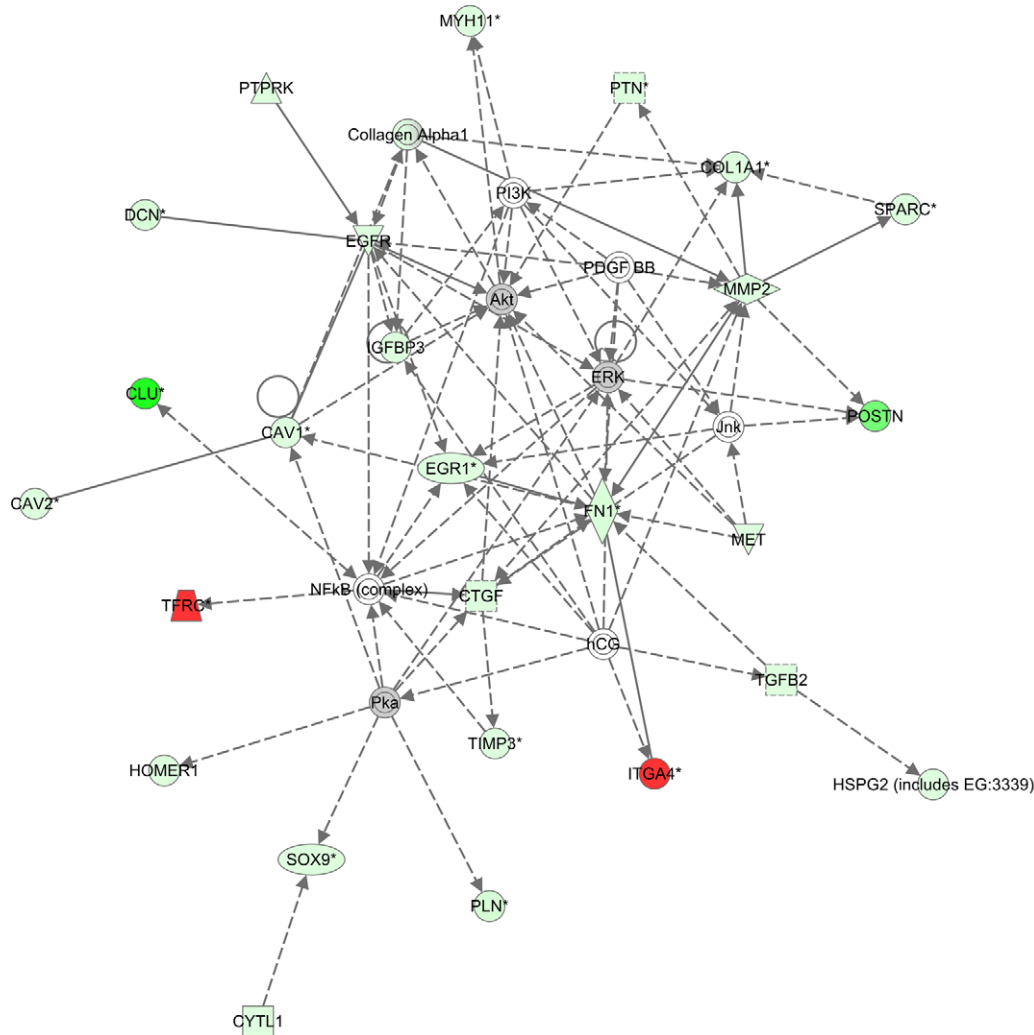 MYH11*
PTPRK
PTN*
Collagen Alpha1
COL1A1*
PI3K
DCN*
SPARC*
EGFR
PDGF BB
MMP2
Akt
IGFBP3
ERK
CLU*
POSTN
CAV1*
Jnk
EGR1*
CAV2*
FN1*
MET
NFkB (complex)
CTGF
TFRC*
hCG
TGFB2
Pka
TIMP3*
HOMER1
ITGA4*
HSPG2 (includes EG:3339)
SOX9*
PLN*
CYTL1